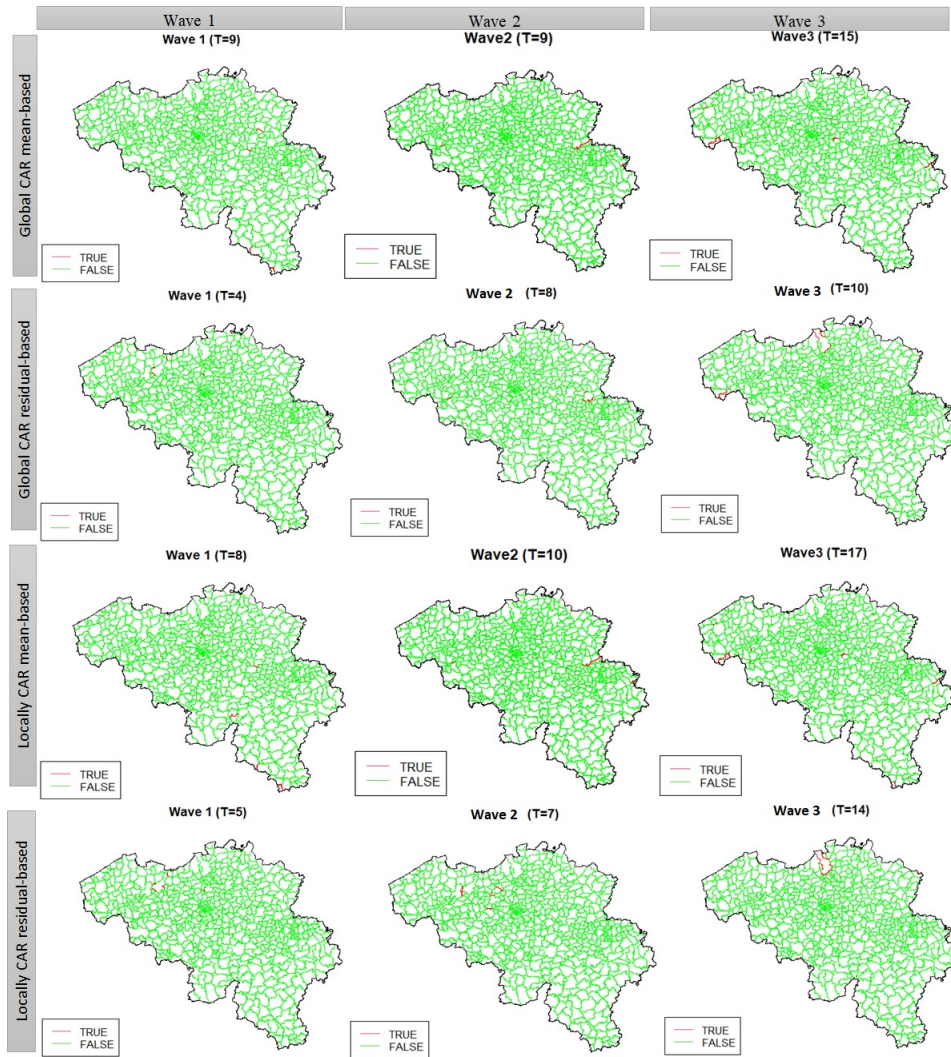 Wave 1
Wave 2
Wave 3
Global CAR mean-based
Wave 1 (T=9)
Wave2 (T=9)
Wave3 (T=15)
TRUE
FALSE
TRUE
FALSE
TRUE
FALSE
Global CAR residual-based
Wave 1 (T=4)
Wave 2 (T=8)
Wave 3 (T=10)
TRUE
FALSE
TRUE
FALSE
TRUE
FALSE
Locally CAR mean-based
Wave 1 (T=8)
Wave2 (T=10)
Wave3 (T=17)
TRUE
FALSE
TRUE
FALSE
TRUE
FALSE
Locally CAR residual-based
Wave 1 (T=5)
Wave 2 (T=7)
Wave 3 (T=14)
TRUE
FALSE
TRUE
FALSE
TRUE
FALSE